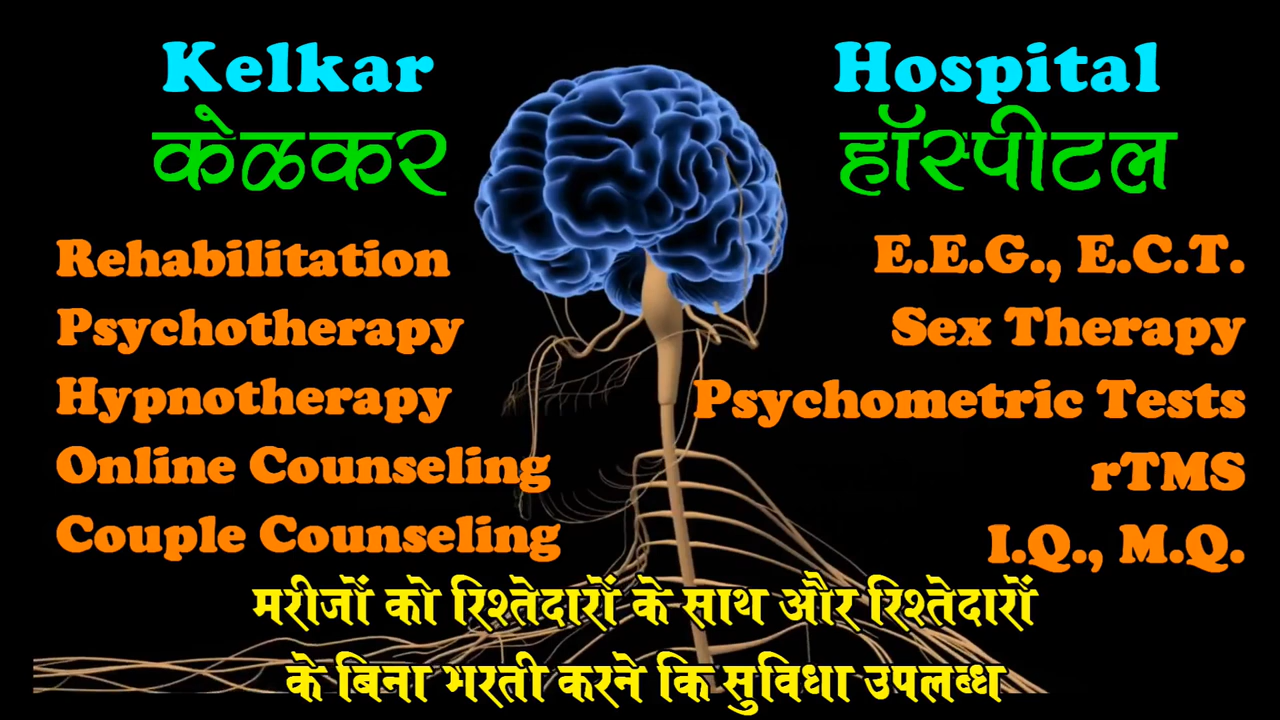 Kelkar Hospital
केळकर हॉस्पीटल
Rehabilitation
Psychotherapy
Hypnotherapy
Online Counseling
Couple Counseling
E.E.G., E.C.T.
Sex Therapy
Psychometric Tests
rTMS
I.Q., M.Q.
मरीजों को रिश्तेदारों के साथ और रिश्तेदारों
के बिना भरती करने कि सुविधा उपलब्ध